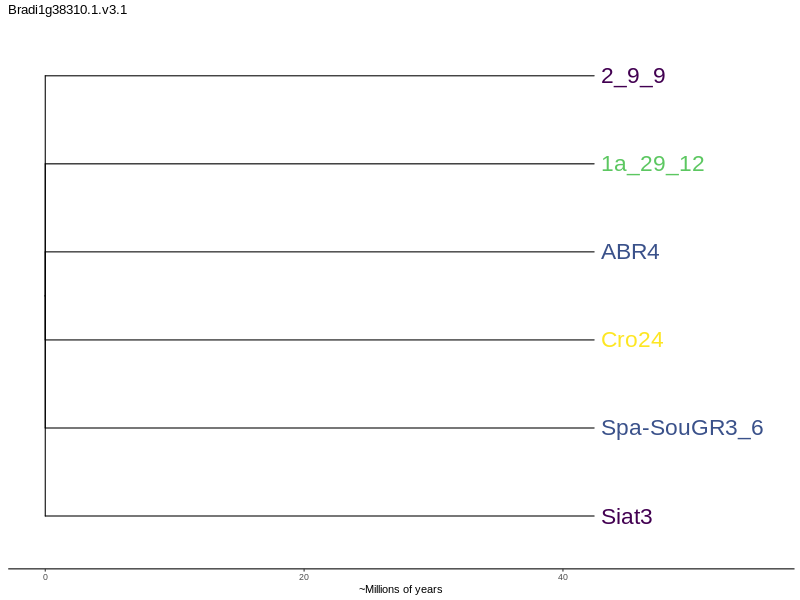 Bradi1g38310.1.v3.1
2_9_9
1a_29_12
ABR4
Cro24
Spa-SouGR3_6
Siat3
0 20 40
~Millions of years